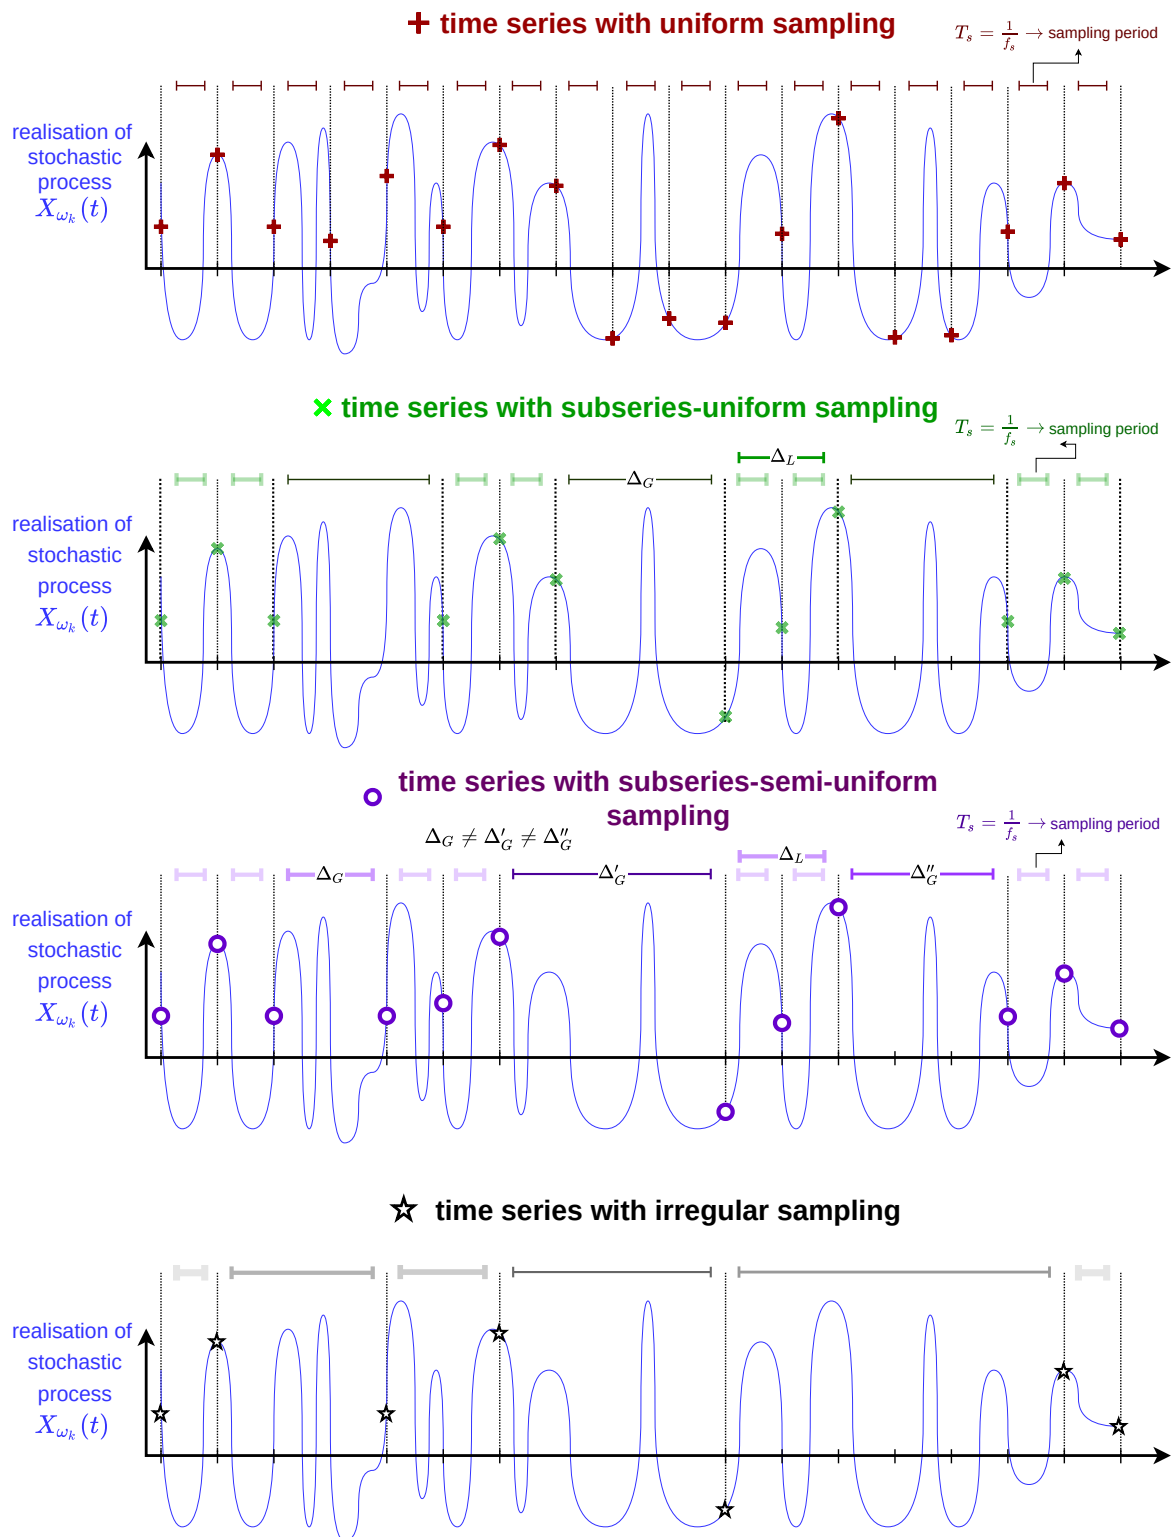 time series with uniform sampling
T_s = 1/f_s → sampling period
realisation of
stochastic
process
X_{ω_k}(t)
time series with subseries-uniform sampling
T_s = 1/f_s → sampling period
Δ_L
Δ_G
realisation of
stochastic
process
X_{ω_k}(t)
time series with subseries-semi-uniform
sampling
T_s = 1/f_s → sampling period
Δ_G ≠ Δ'_G ≠ Δ''_G
Δ_L
Δ_G
Δ'_G
Δ''_G
realisation of
stochastic
process
X_{ω_k}(t)
time series with irregular sampling
realisation of
stochastic
process
X_{ω_k}(t)